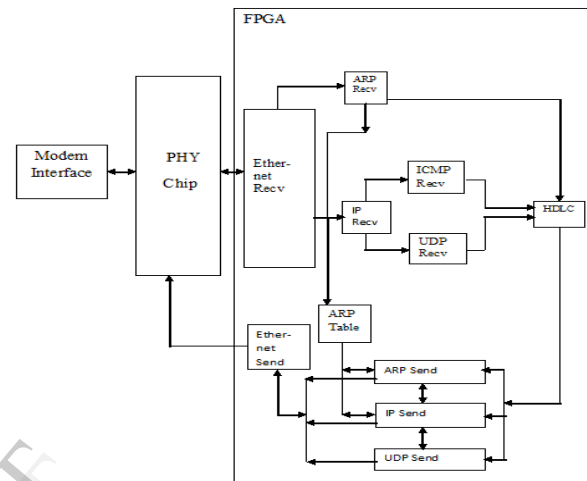 FPGA
ARP
Recv
Modem
Interface
PHY
Chip
Ether-
net
Recv
ICMP
Recv
IP
Recv
UDP
Recv
HDLC
ARP
Table
Ether-
net
Send
ARP Send
IP Send
UDP Send